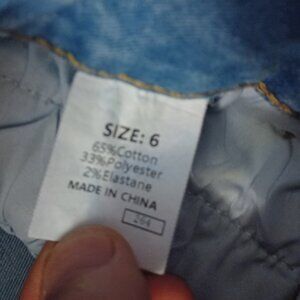 SIZE: 6
65%Cotton
33%Polyester
2%Elastane
MADE IN CHINA
264